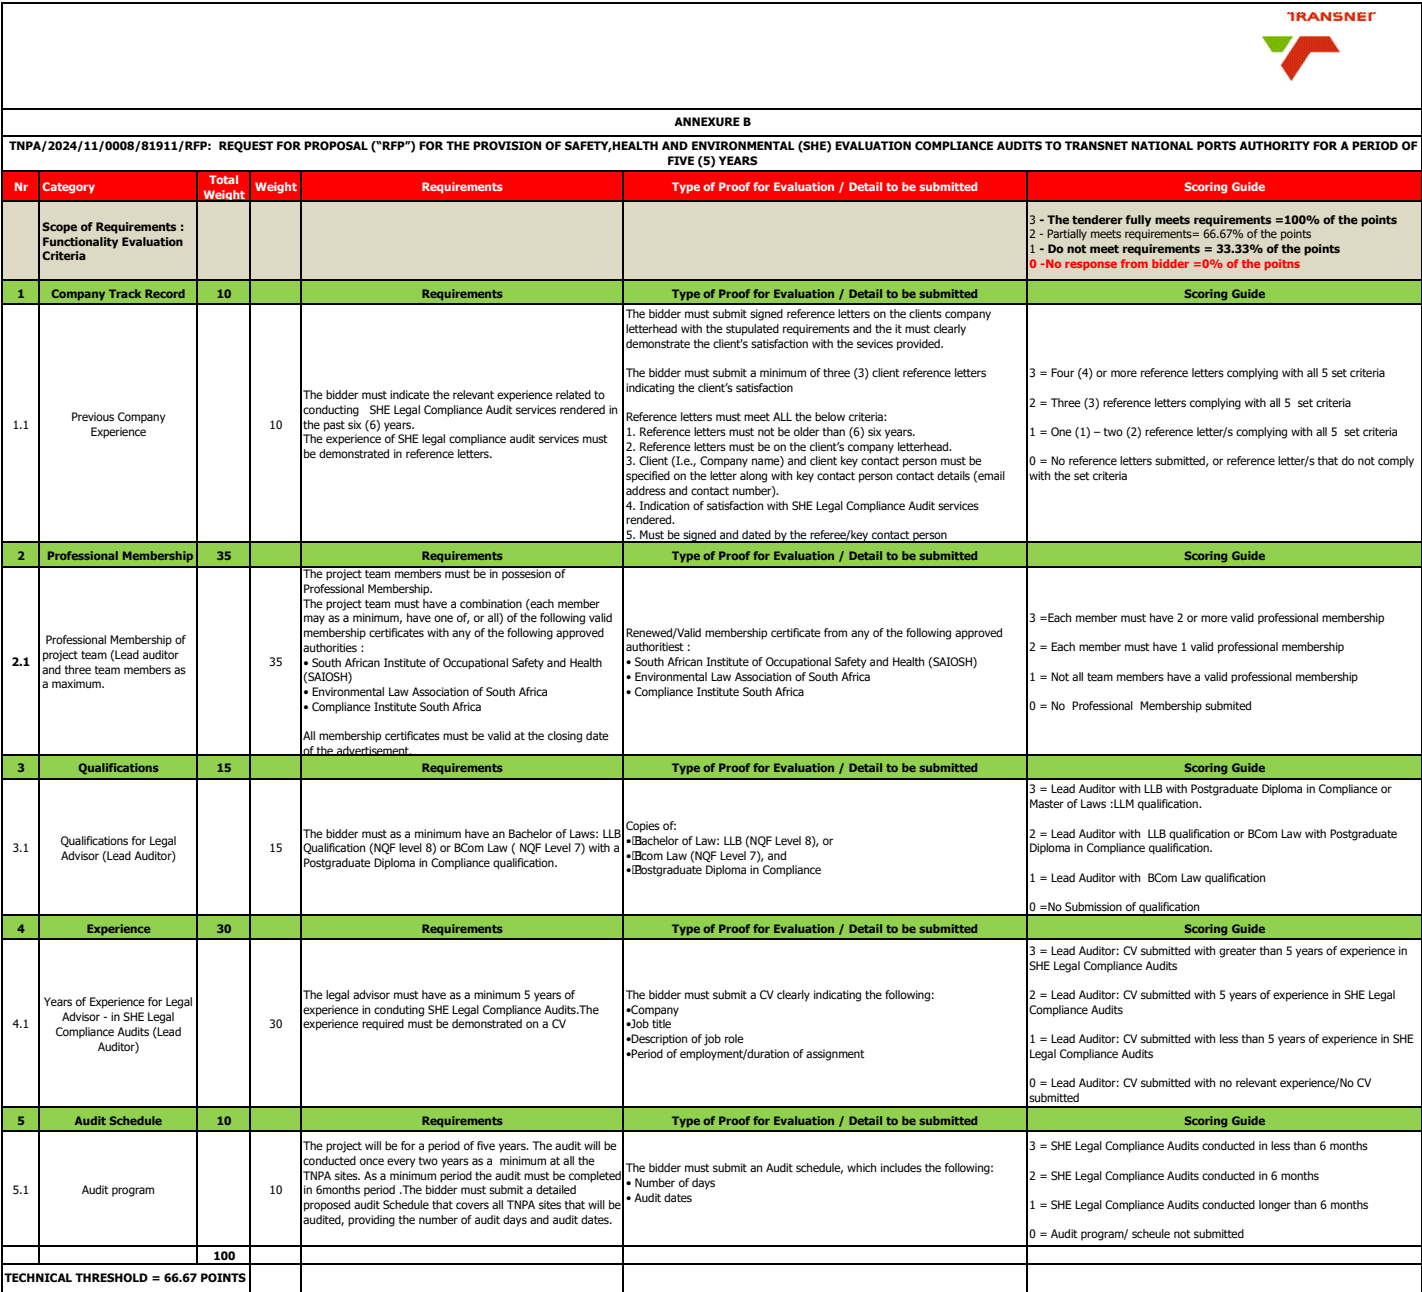 TRANSNET
ANNEXURE B
TNPA/2024/11/0008/81911/RFP: REQUEST FOR PROPOSAL (“RFP”) FOR THE PROVISION OF SAFETY,HEALTH AND ENVIRONMENTAL (SHE) EVALUATION COMPLIANCE AUDITS TO TRANSNET NATIONAL PORTS AUTHORITY FOR A PERIOD OF
FIVE (5) YEARS
Nr Category Total Weight Weight Requirements Type of Proof for Evaluation / Detail to be submitted Scoring Guide
Scope of Requirements :
Functionality Evaluation
Criteria
3 - The tenderer fully meets requirements =100% of the points
2 - Partially meets requirements= 66.67% of the points
1 - Do not meet requirements = 33.33% of the points
0 -No response from bidder =0% of the poitns
1 Company Track Record 10 Requirements Type of Proof for Evaluation / Detail to be submitted Scoring Guide
1.1
Previous Company
Experience
10
The bidder must indicate the relevant experience related to
conducting SHE Legal Compliance Audit services rendered in
the past six (6) years.
The experience of SHE legal compliance audit services must
be demonstrated in reference letters.
The bidder must submit signed reference letters on the clients company
letterhead with the stupulated requirements and the it must clearly
demonstrate the client's satisfaction with the sevices provided.
The bidder must submit a minimum of three (3) client reference letters
indicating the client’s satisfaction
Reference letters must meet ALL the below criteria:
1. Reference letters must not be older than (6) six years.
2. Reference letters must be on the client’s company letterhead.
3. Client (I.e., Company name) and client key contact person must be
specified on the letter along with key contact person contact details (email
address and contact number).
4. Indication of satisfaction with SHE Legal Compliance Audit services
rendered.
5. Must be signed and dated by the referee/key contact person
3 = Four (4) or more reference letters complying with all 5 set criteria
2 = Three (3) reference letters complying with all 5 set criteria
1 = One (1) – two (2) reference letter/s complying with all 5 set criteria
0 = No reference letters submitted, or reference letter/s that do not comply
with the set criteria
2 Professional Membership 35 Requirements Type of Proof for Evaluation / Detail to be submitted Scoring Guide
2.1
Professional Membership of
project team (Lead auditor
and three team members as
a maximum.
35
The project team members must be in possesion of
Professional Membership.
The project team must have a combination (each member
may as a minimum, have one of, or all) of the following valid
membership certificates with any of the following approved
authorities :
• South African Institute of Occupational Safety and Health
(SAIOSH)
• Environmental Law Association of South Africa
• Compliance Institute South Africa
All membership certificates must be valid at the closing date
of the advertisement.
Renewed/Valid membership certificate from any of the following approved
authoritiest :
• South African Institute of Occupational Safety and Health (SAIOSH)
• Environmental Law Association of South Africa
• Compliance Institute South Africa
3 =Each member must have 2 or more valid professional membership
2 = Each member must have 1 valid professional membership
1 = Not all team members have a valid professional membership
0 = No Professional Membership submited
3 Qualifications 15 Requirements Type of Proof for Evaluation / Detail to be submitted Scoring Guide
3.1
Qualifications for Legal
Advisor (Lead Auditor)
15
The bidder must as a minimum have an Bachelor of Laws: LLB
Qualification (NQF level 8) or BCom Law ( NQF Level 7) with a
Postgraduate Diploma in Compliance qualification.
Copies of:
•Bachelor of Law: LLB (NQF Level 8), or
•Bcom Law (NQF Level 7), and
•Postgraduate Diploma in Compliance
3 = Lead Auditor with LLB with Postgraduate Diploma in Compliance or
Master of Laws :LLM qualification.
2 = Lead Auditor with LLB qualification or BCom Law with Postgraduate
Diploma in Compliance qualification.
1 = Lead Auditor with BCom Law qualification
0 =No Submission of qualification
4 Experience 30 Requirements Type of Proof for Evaluation / Detail to be submitted Scoring Guide
4.1
Years of Experience for Legal
Advisor - in SHE Legal
Compliance Audits (Lead
Auditor)
30
The legal advisor must have as a minimum 5 years of
experience in conduting SHE Legal Compliance Audits.The
experience required must be demonstrated on a CV
The bidder must submit a CV clearly indicating the following:
•Company
•Job title
•Description of job role
•Period of employment/duration of assignment
3 = Lead Auditor: CV submitted with greater than 5 years of experience in
SHE Legal Compliance Audits
2 = Lead Auditor: CV submitted with 5 years of experience in SHE Legal
Compliance Audits
1 = Lead Auditor: CV submitted with less than 5 years of experience in SHE
Legal Compliance Audits
0 = Lead Auditor: CV submitted with no relevant experience/No CV
submitted
5 Audit Schedule 10 Requirements Type of Proof for Evaluation / Detail to be submitted Scoring Guide
5.1
Audit program
10
The project will be for a period of five years. The audit will be
conducted once every two years as a minimum at all the
TNPA sites. As a minimum period the audit must be completed
in 6months period .The bidder must submit a detailed
proposed audit Schedule that covers all TNPA sites that will be
audited, providing the number of audit days and audit dates.
The bidder must submit an Audit schedule, which includes the following:
• Number of days
• Audit dates
3 = SHE Legal Compliance Audits conducted in less than 6 months
2 = SHE Legal Compliance Audits conducted in 6 months
1 = SHE Legal Compliance Audits conducted longer than 6 months
0 = Audit program/ scheule not submitted
100
TECHNICAL THRESHOLD = 66.67 POINTS